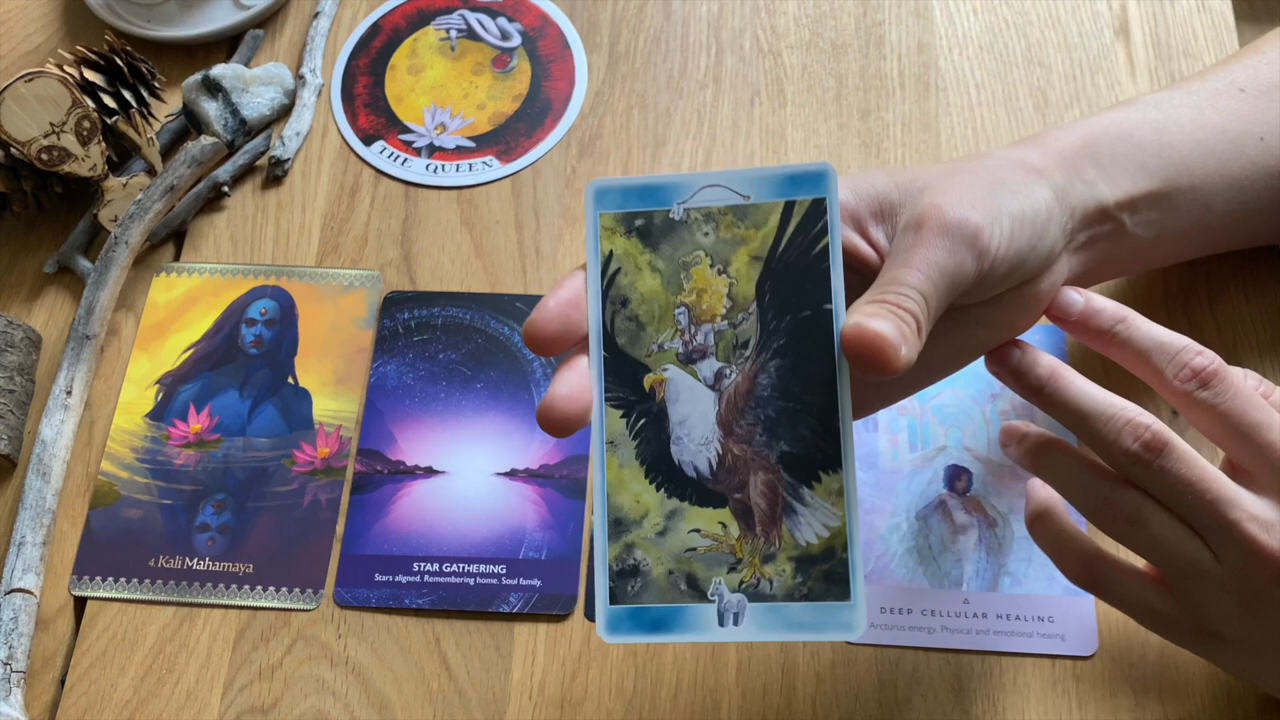 THE QUEEN
4. Kali Mahamaya
STAR GATHERING
Stars aligned. Remembering home. Soul family.
DEEP CELLULAR HEALING
Arcturus energy. Physical and emotional healing.